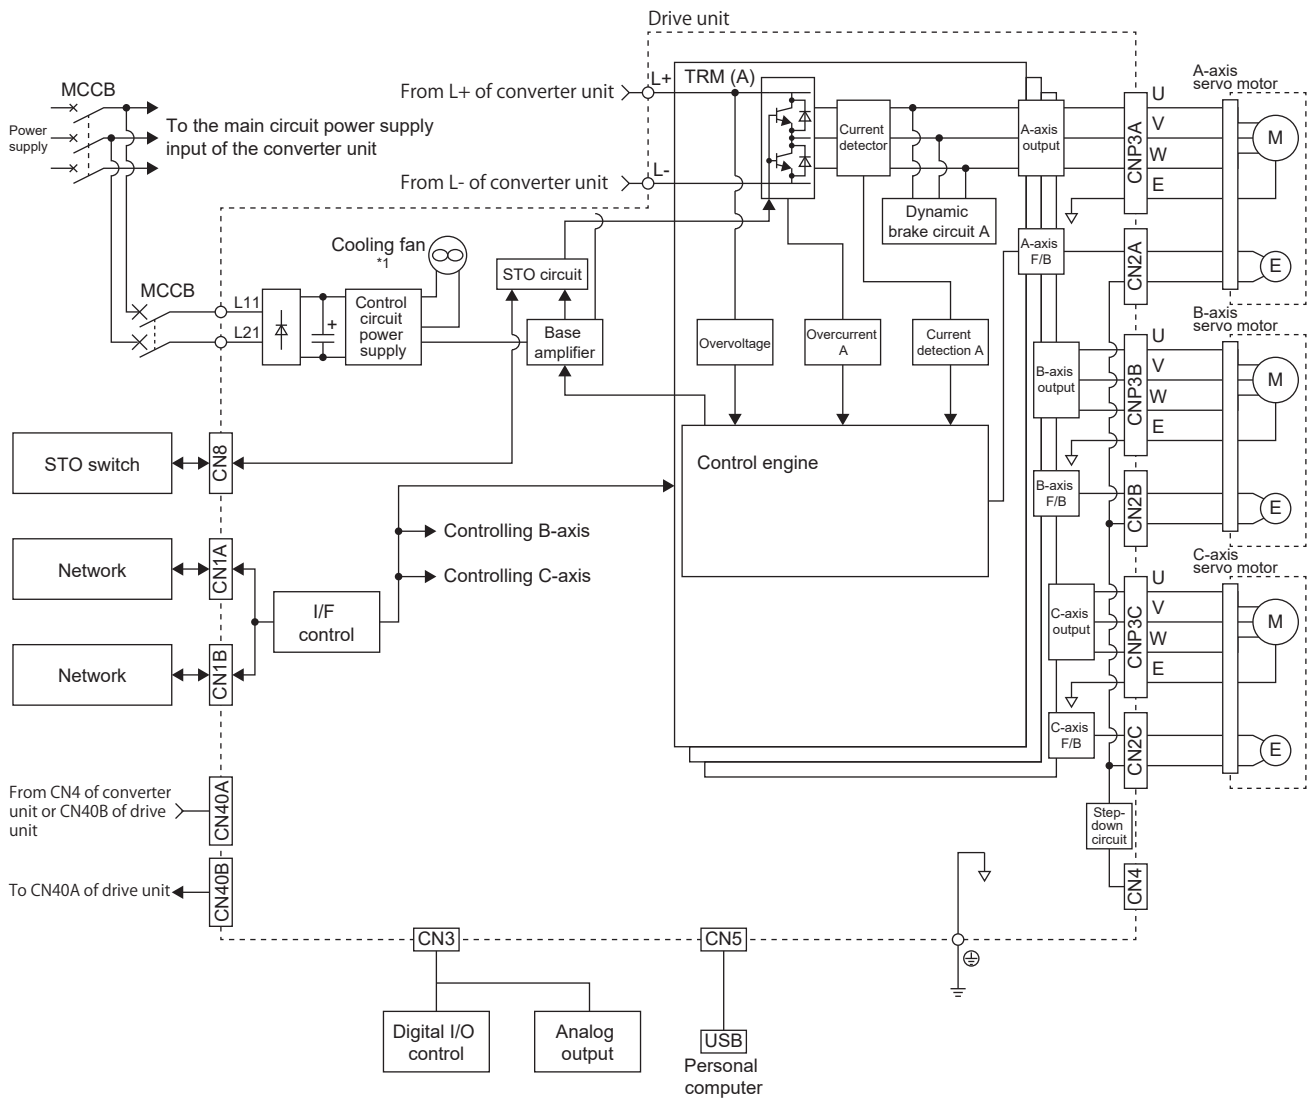 Drive unit
MCCB
Power
supply
To the main circuit power supply
input of the converter unit
From L+ of converter unit
L+
From L- of converter unit
L-
TRM (A)
Current
detector
A-axis
output
Dynamic
brake circuit A
CNP3A
U
V
W
E
A-axis
servo motor
M
A-axis
F/B
CN2A
E
Cooling fan
*1
STO circuit
MCCB
L11
L21
+
Control
circuit
power
supply
Base
amplifier
Overvoltage
Overcurrent
A
Current
detection A
B-axis
output
CNP3B
U
V
W
E
B-axis
servo motor
M
B-axis
F/B
CN2B
E
Control engine
STO switch
CN8
Controlling B-axis
Controlling C-axis
Network
CN1A
I/F
control
Network
CN1B
C-axis
output
CNP3C
U
V
W
E
C-axis
servo motor
M
C-axis
F/B
CN2C
E
From CN4 of converter
unit or CN40B of drive
unit
CN40A
To CN40A of drive unit
CN40B
Step-
down
circuit
CN4
CN3
CN5
Digital I/O
control
Analog
output
USB
Personal
computer